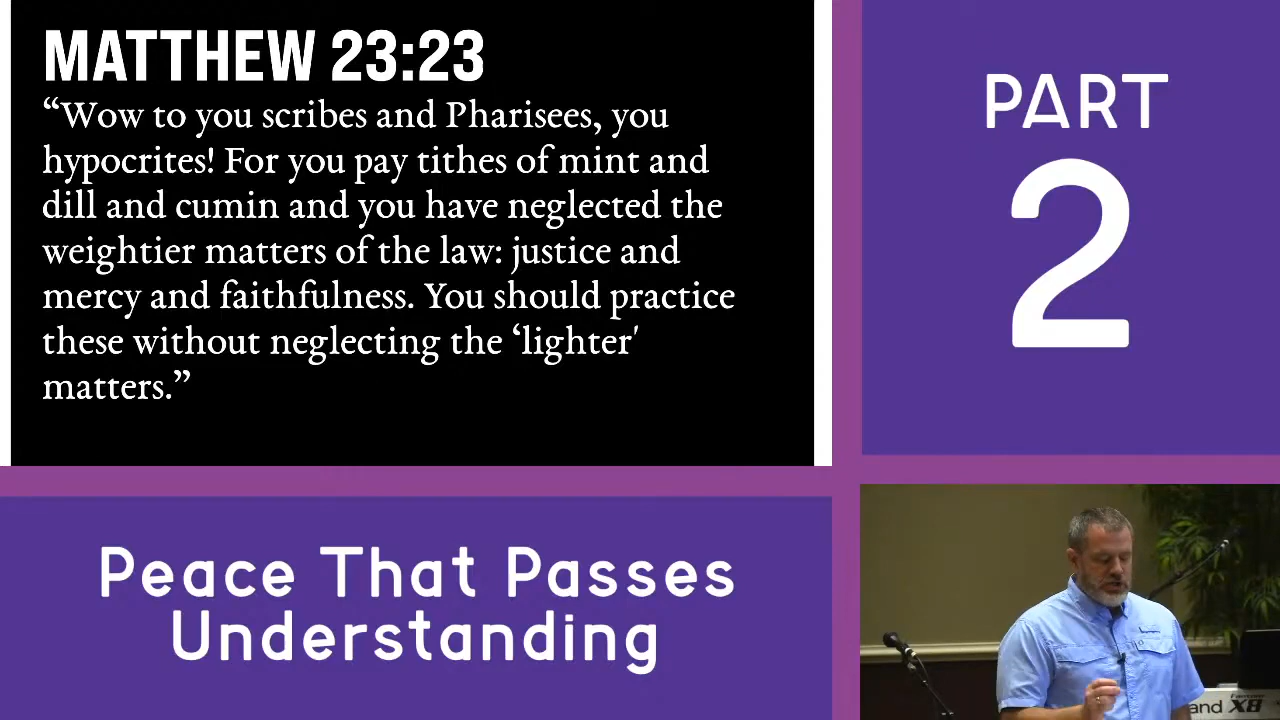 MATTHEW 23:23
“Wow to you scribes and Pharisees, you
hypocrites! For you pay tithes of mint and
dill and cumin and you have neglected the
weightier matters of the law: justice and
mercy and faithfulness. You should practice
these without neglecting the ‘lighter'
matters.”
PART
2
Peace That Passes
Understanding
and X8